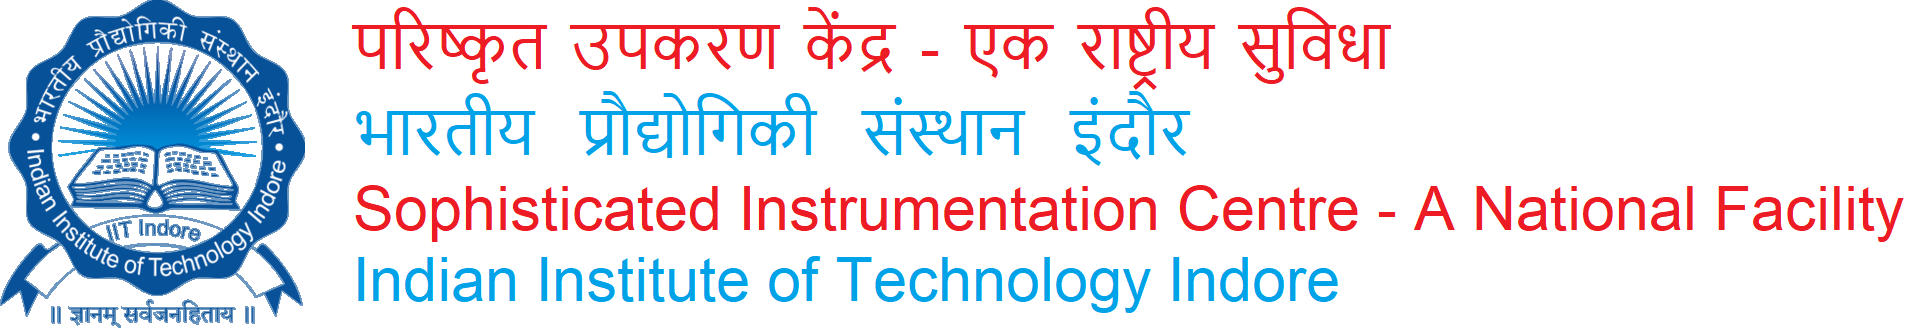 • भारतीय प्रौद्योगिकी संस्थान इंदौर •
Indian Institute of Technology Indore
IIT Indore
॥ ज्ञानम् सर्वजनहिताय ॥
परिष्कृत उपकरण केंद्र - एक राष्ट्रीय सुविधा
भारतीय प्रौद्योगिकी संस्थान इंदौर
Sophisticated Instrumentation Centre - A National Facility
Indian Institute of Technology Indore